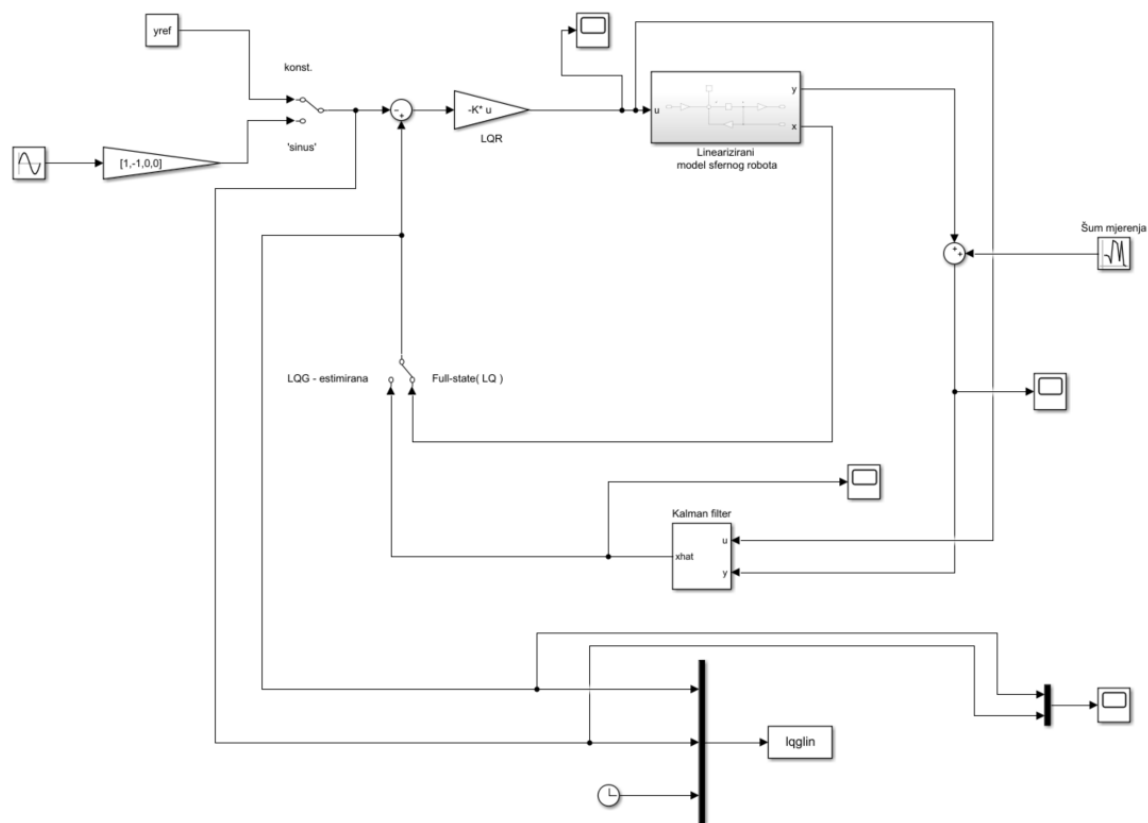 yref
konst.
-K* u
LQR
u
y
x
Linearizirani
model sfernog robota
'sinus'
[1,-1,0,0]
Šum mjerenja
LQG - estimirana
Full-state( LQ )
Kalman filter
u
xhat
y
lqglin